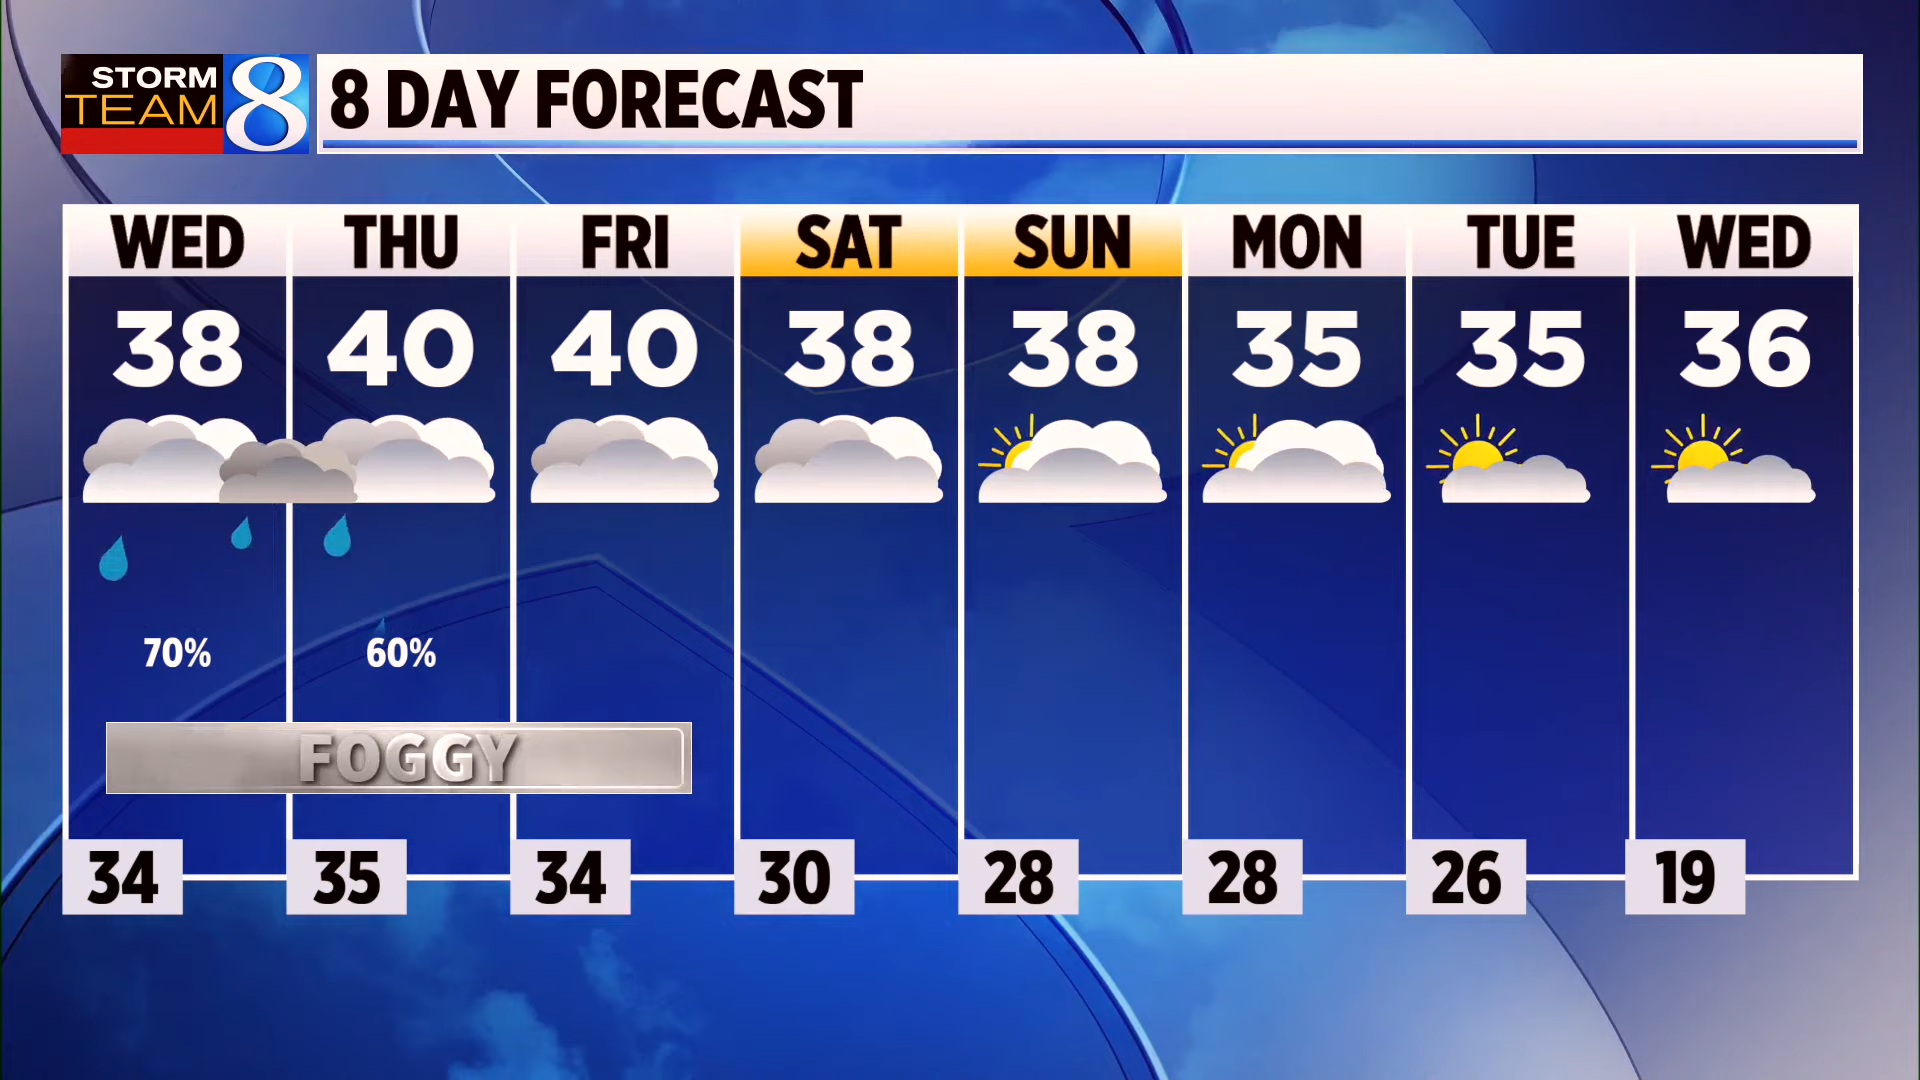 STORM
TEAM 8
8 DAY FORECAST
WED THU FRI SAT SUN MON TUE WED
38 40 40 38 38 35 35 36
70% 60%
FOGGY
34 35 34 30 28 28 26 19